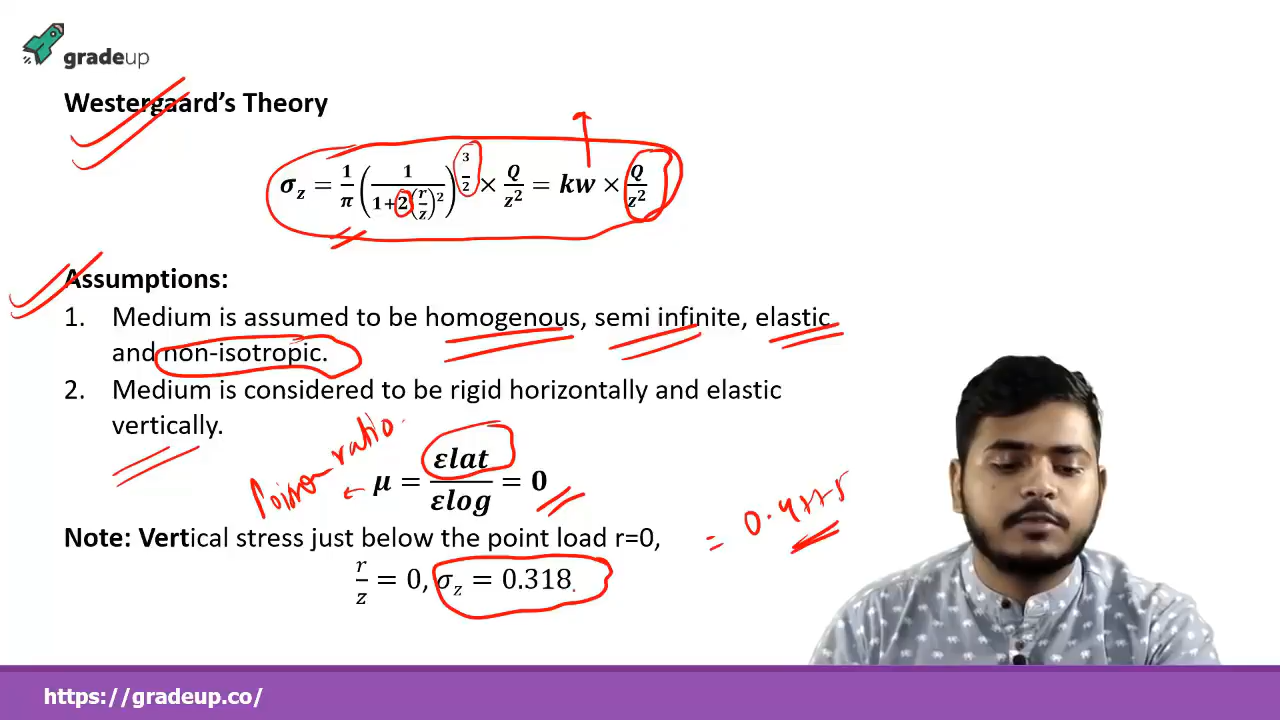 gradeup
Westergaard's Theory
σz = 1/π (1/(1+2(r/z)²))^(3/2) × Q/z² = kw × Q/z²
Assumptions:
1. Medium is assumed to be homogenous, semi infinite, elastic
and non-isotropic.
2. Medium is considered to be rigid horizontally and elastic
vertically.
Poison ratio
μ = εlat/εlog = 0
Note: Vertical stress just below the point load r=0,
r/z = 0, σz = 0.318
https://gradeup.co/